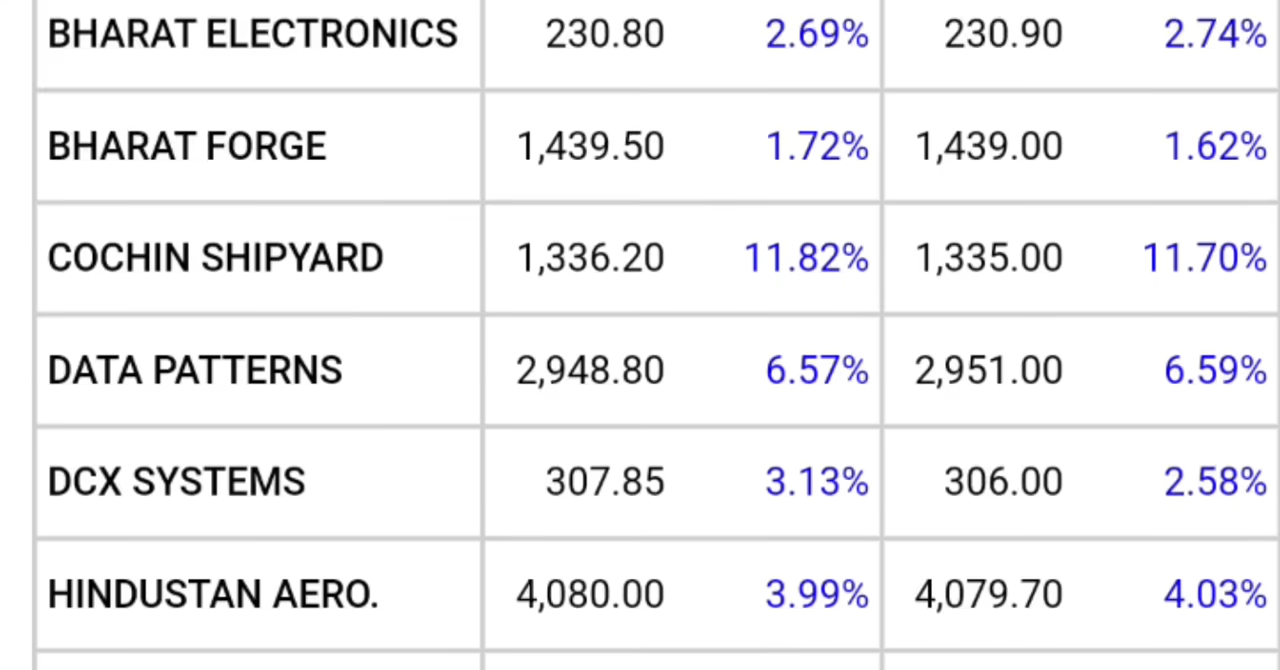 BHARAT ELECTRONICS 230.80 2.69% 230.90 2.74%
BHARAT FORGE 1,439.50 1.72% 1,439.00 1.62%
COCHIN SHIPYARD 1,336.20 11.82% 1,335.00 11.70%
DATA PATTERNS 2,948.80 6.57% 2,951.00 6.59%
DCX SYSTEMS 307.85 3.13% 306.00 2.58%
HINDUSTAN AERO. 4,080.00 3.99% 4,079.70 4.03%